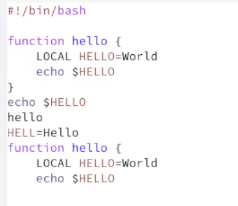 #!/bin/bash
function hello {
LOCAL HELLO=World
echo $HELLO
}
echo $HELLO
hello
HELL=Hello
function hello {
LOCAL HELLO=World
echo $HELLO